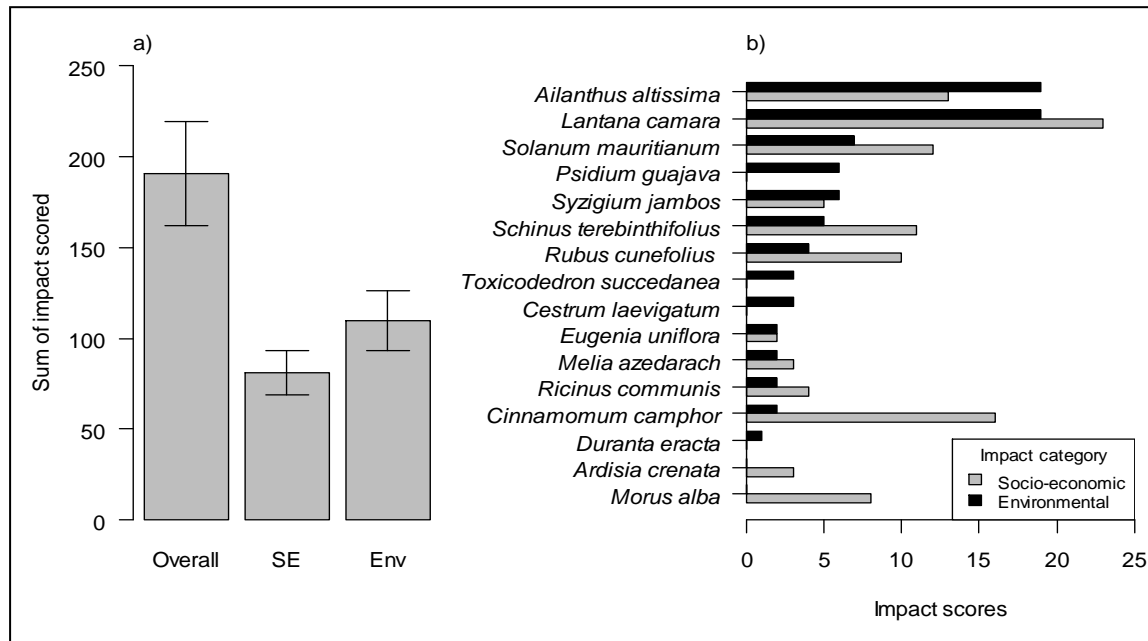 a)
250
200
150
100
50
0
Sum of impact scored
Overall SE Env
b)
Ailanthus altissima
Lantana camara
Solanum mauritianum
Psidium guajava
Syzigium jambos
Schinus terebinthifolius
Rubus cunefolius
Toxicodedron succedanea
Cestrum laevigatum
Eugenia uniflora
Melia azedarach
Ricinus communis
Cinnamomum camphor
Duranta eracta
Ardisia crenata
Morus alba
Impact category
Socio-economic
Environmental
0 5 10 15 20 25
Impact scores